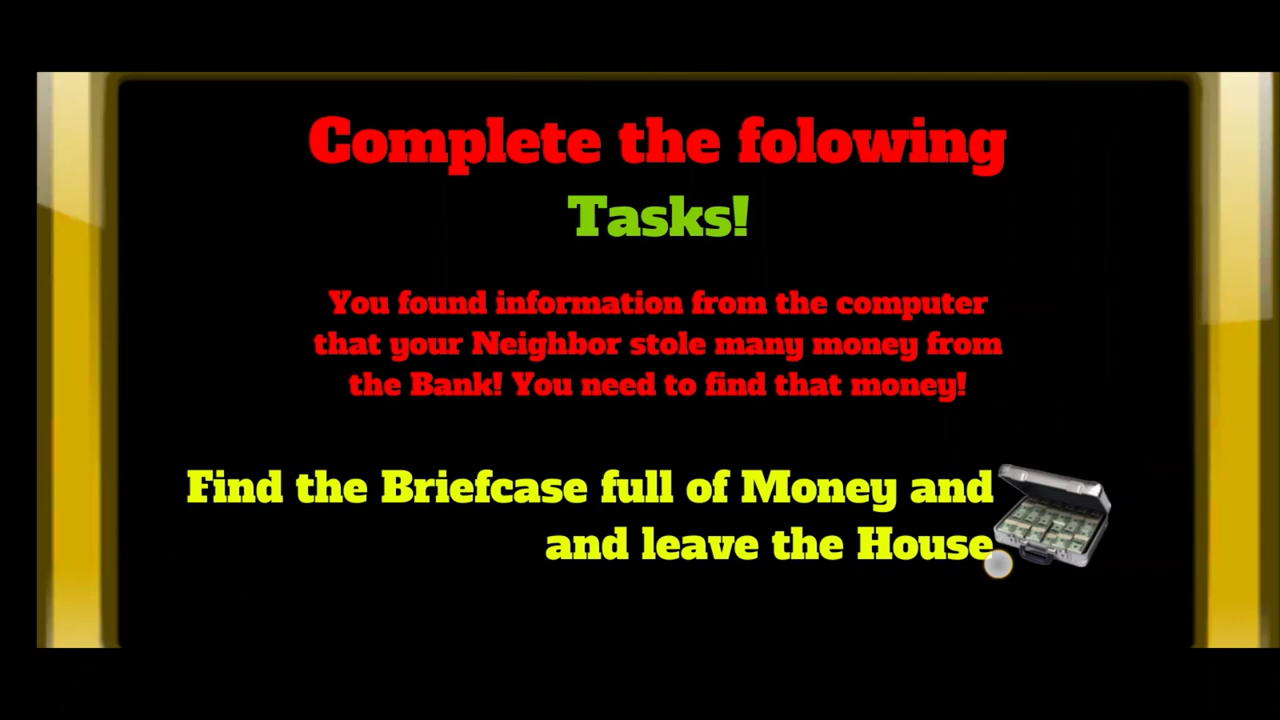 Complete the folowing
Tasks!
You found information from the computer
that your Neighbor stole many money from
the Bank! You need to find that money!
Find the Briefcase full of Money and
and leave the House